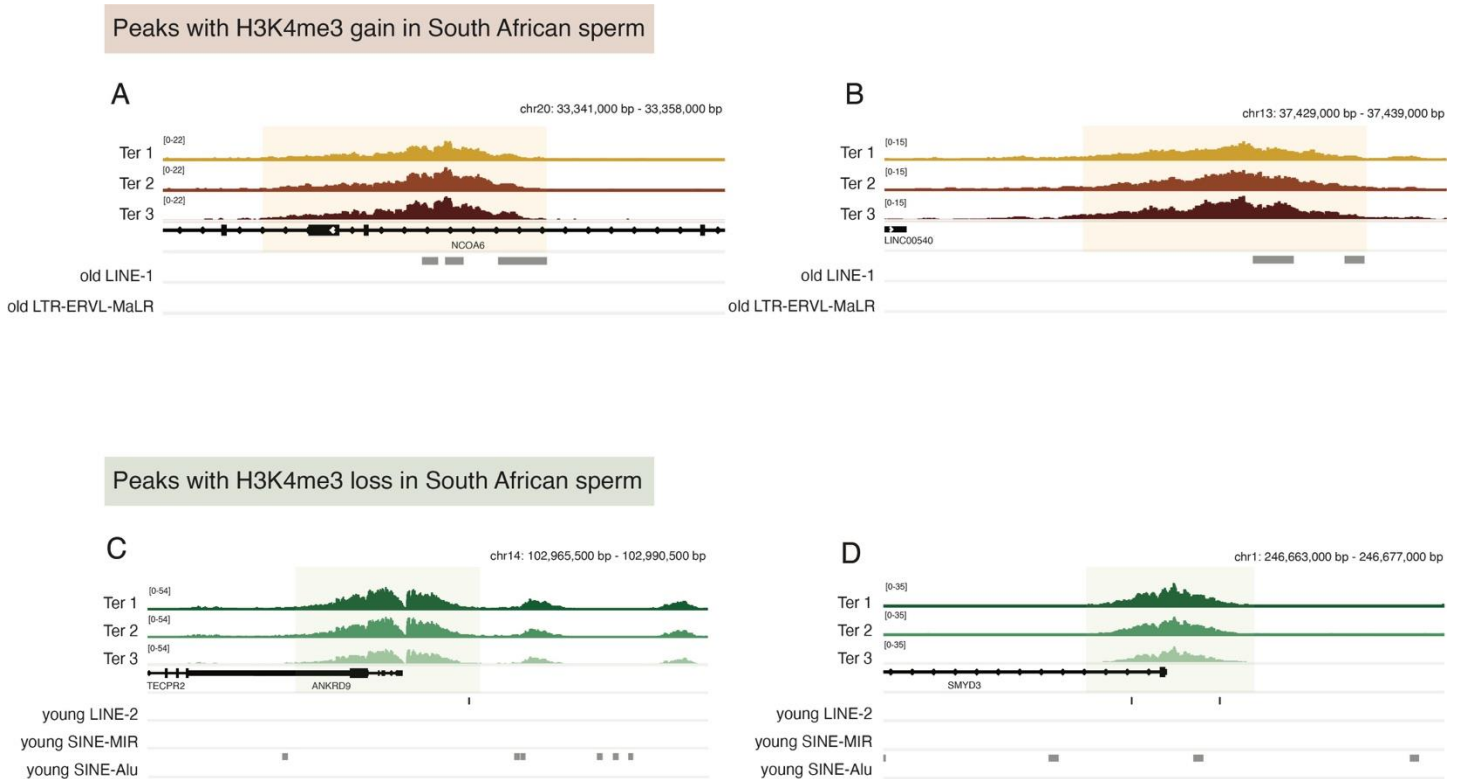 Peaks with H3K4me3 gain in South African sperm
A
chr20: 33,341,000 bp - 33,358,000 bp
[0-22]
Ter 1
[0-22]
Ter 2
[0-22]
Ter 3
NCOA6
old LINE-1
old LTR-ERVL-MaLR
B
chr13: 37,429,000 bp - 37,439,000 bp
[0-15]
Ter 1
[0-15]
Ter 2
[0-15]
Ter 3
LINC00540
old LINE-1
old LTR-ERVL-MaLR
Peaks with H3K4me3 loss in South African sperm
C
chr14: 102,965,500 bp - 102,990,500 bp
[0-54]
Ter 1
[0-54]
Ter 2
[0-54]
Ter 3
TECPR2 ANKRD9
young LINE-2
young SINE-MIR
young SINE-Alu
D
chr1: 246,663,000 bp - 246,677,000 bp
[0-35]
Ter 1
[0-35]
Ter 2
[0-35]
Ter 3
SMYD3
young LINE-2
young SINE-MIR
young SINE-Alu